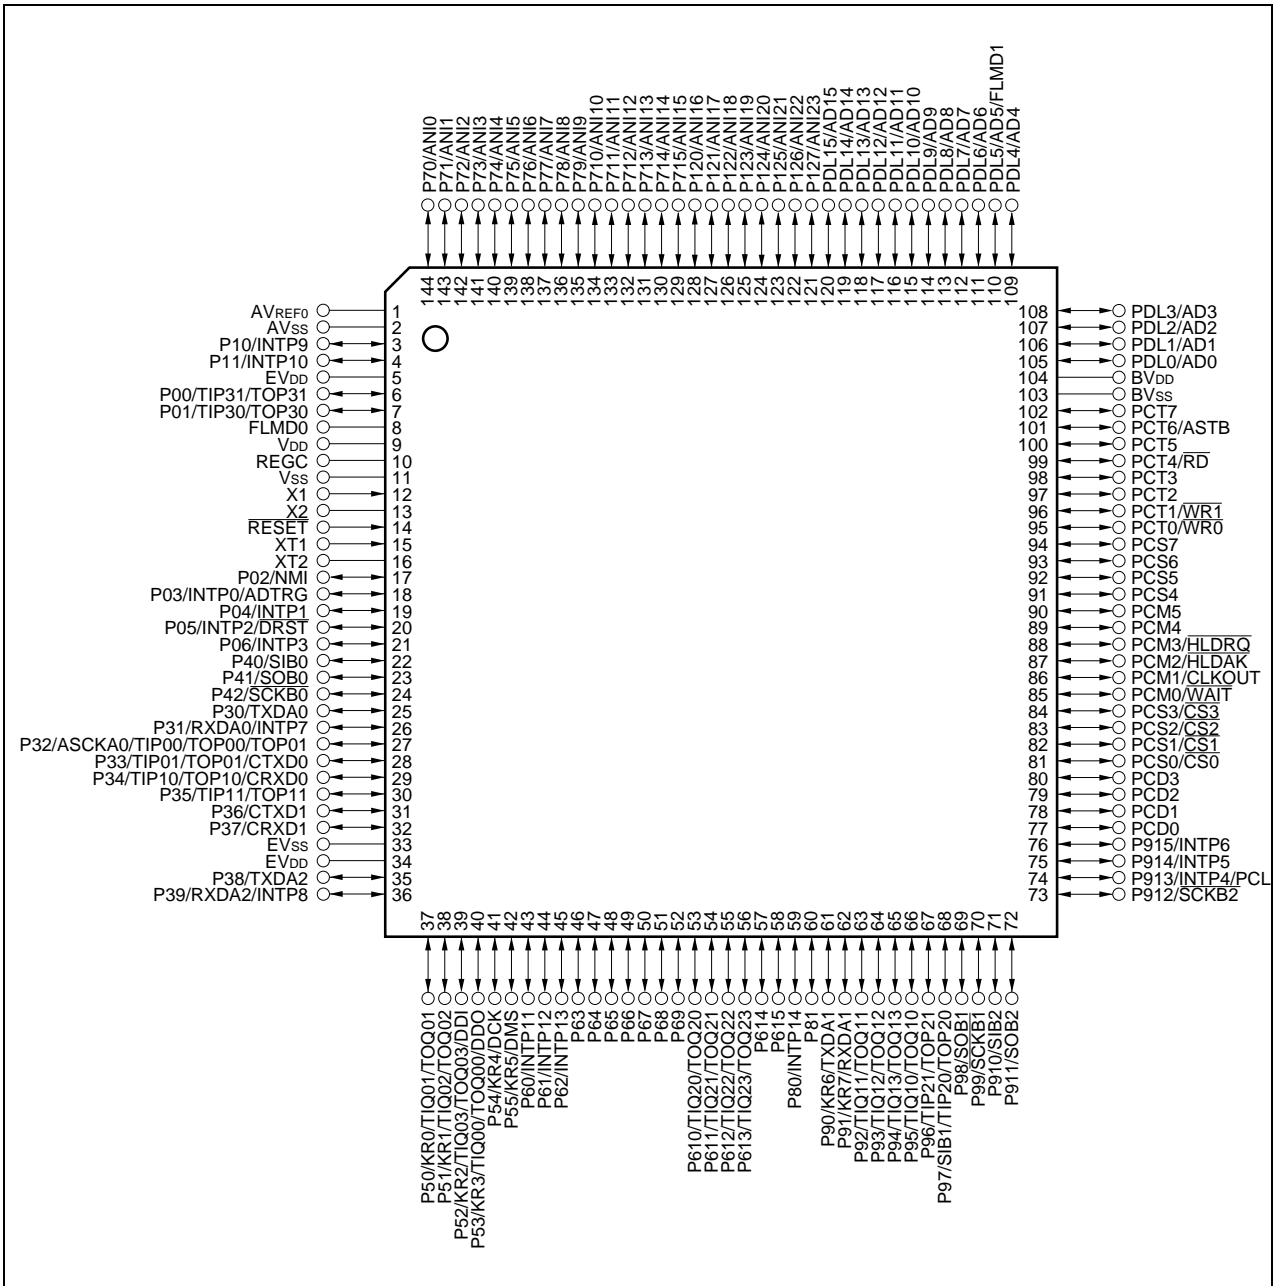 P70/ANI0
P71/ANI1
P72/ANI2
P73/ANI3
P74/ANI4
P75/ANI5
P76/ANI6
P77/ANI7
P78/ANI8
P79/ANI9
P710/ANI10
P711/ANI11
P712/ANI12
P713/ANI13
P714/ANI14
P715/ANI15
P120/ANI16
P121/ANI17
P122/ANI18
P123/ANI19
P124/ANI20
P125/ANI21
P126/ANI22
P127/ANI23
PDL15/AD15
PDL14/AD14
PDL13/AD13
PDL12/AD12
PDL11/AD11
PDL10/AD10
PDL9/AD9
PDL8/AD8
PDL7/AD7
PDL6/AD6
PDL5/AD5/FLMD1
PDL4/AD4
144
143
142
141
140
139
138
137
136
135
134
133
132
131
130
129
128
127
126
125
124
123
122
121
120
119
118
117
116
115
114
113
112
111
110
109
AVREF0 1
AVSS 2
P10/INTP9 3
P11/INTP10 4
EVDD 5
P00/TIP31/TOP31 6
P01/TIP30/TOP30 7
FLMD0 8
VDD 9
REGC 10
VSS 11
X1 12
X2 13
RESET 14
XT1 15
XT2 16
P02/NMI 17
P03/INTP0/ADTRG 18
P04/INTP1 19
P05/INTP2/DRST 20
P06/INTP3 21
P40/SIB0 22
P41/SOB0 23
P42/SCKB0 24
P30/TXDA0 25
P31/RXDA0/INTP7 26
P32/ASCKA0/TIP00/TOP00/TOP01 27
P33/TIP01/TOP01/CTXD0 28
P34/TIP10/TOP10/CRXD0 29
P35/TIP11/TOP11 30
P36/CTXD1 31
P37/CRXD1 32
EVSS 33
EVDD 34
P38/TXDA2 35
P39/RXDA2/INTP8 36
108 PDL3/AD3
107 PDL2/AD2
106 PDL1/AD1
105 PDL0/AD0
104 BVDD
103 BVSS
102 PCT7
101 PCT6/ASTB
100 PCT5
99 PCT4/RD
98 PCT3
97 PCT2
96 PCT1/WR1
95 PCT0/WR0
94 PCS7
93 PCS6
92 PCS5
91 PCS4
90 PCM5
89 PCM4
88 PCM3/HLDRQ
87 PCM2/HLDAK
86 PCM1/CLKOUT
85 PCM0/WAIT
84 PCS3/CS3
83 PCS2/CS2
82 PCS1/CS1
81 PCS0/CS0
80 PCD3
79 PCD2
78 PCD1
77 PCD0
76 P915/INTP6
75 P914/INTP5
74 P913/INTP4/PCL
73 P912/SCKB2
37
38
39
40
41
42
43
44
45
46
47
48
49
50
51
52
53
54
55
56
57
58
59
60
61
62
63
64
65
66
67
68
69
70
71
72
P50/KR0/TIQ01/TOQ01
P51/KR1/TIQ02/TOQ02
P52/KR2/TIQ03/TOQ03/DDI
P53/KR3/TIQ00/TOQ00/DDO
P54/KR4/DCK
P55/KR5/DMS
P60/INTP11
P61/INTP12
P62/INTP13
P63
P64
P65
P66
P67
P68
P69
P610/TIQ20/TOQ20
P611/TIQ21/TOQ21
P612/TIQ22/TOQ22
P613/TIQ23/TOQ23
P614
P615
P80/INTP14
P81
P90/KR6/TXDA1
P91/KR7/RXDA1
P92/TIQ11/TOQ11
P93/TIQ12/TOQ12
P94/TIQ13/TOQ13
P95/TIQ10/TOQ10
P96/TIP21/TOP21
P97/SIB1/TIP20/TOP20
P98/SOB1
P99/SCKB1
P910/SIB2
P911/SOB2